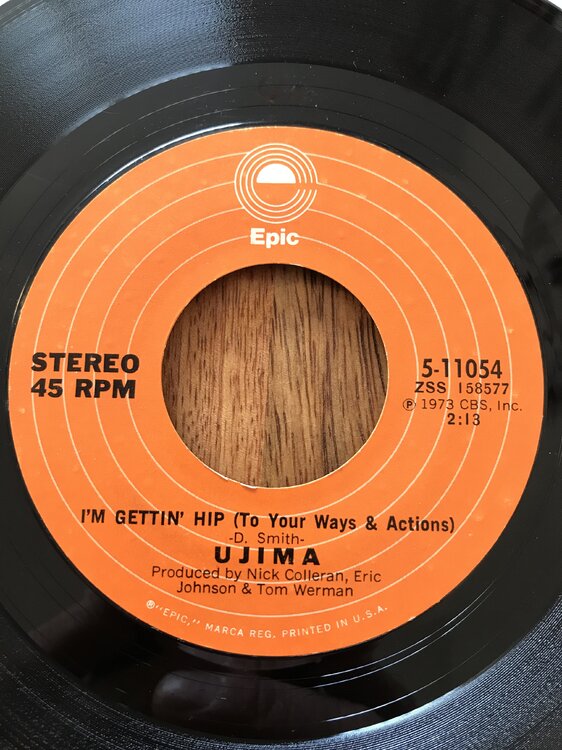 Epic
STEREO
45 RPM
5-11054
ZSS 158577
℗ 1973 CBS, Inc.
2:13
I'M GETTIN' HIP (To Your Ways & Actions)
-D. Smith-
UJIMA
Produced by Nick Colleran, Eric
Johnson & Tom Werman
®"EPIC," MARCA REG. PRINTED IN U.S.A.